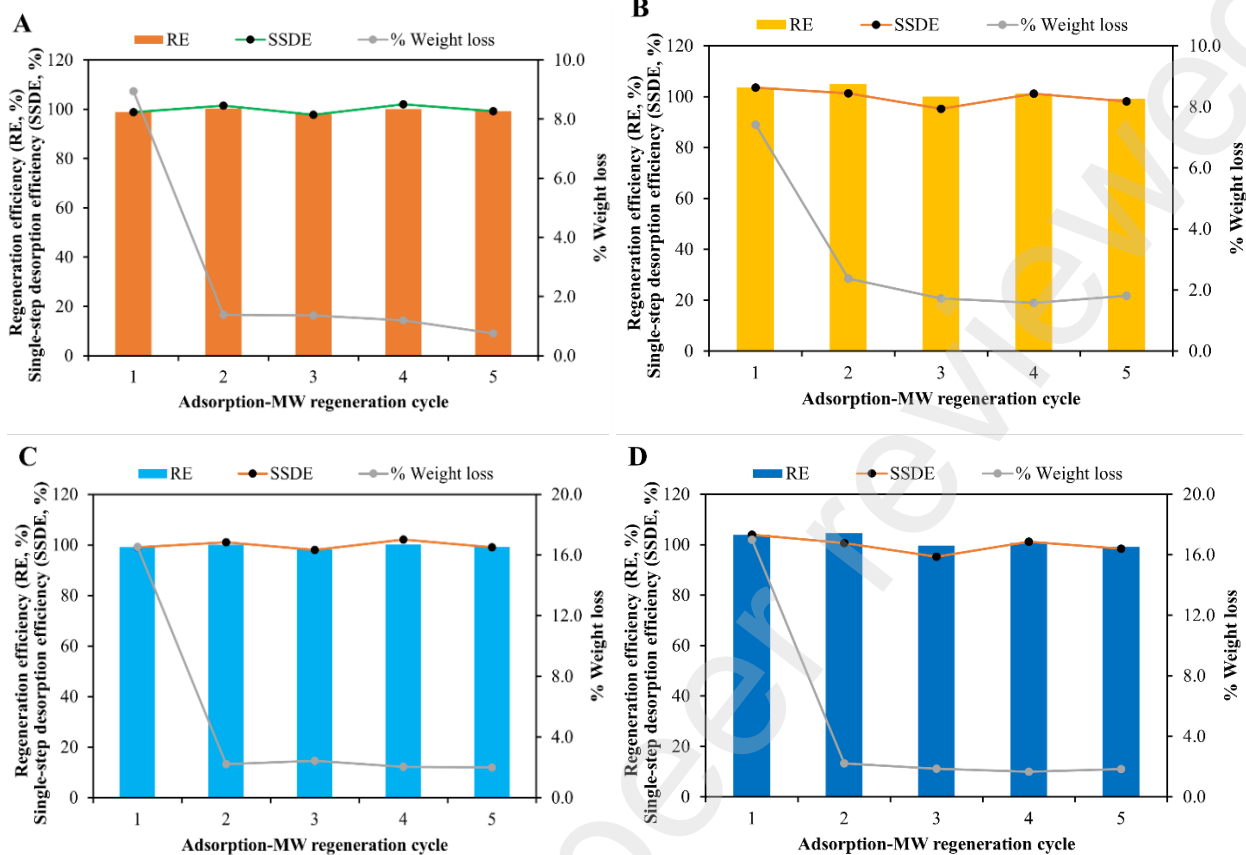 A
RE SSDE % Weight loss
Regeneration efficiency (RE, %)
Single-step desorption efficiency (SSDE, %)
120
100
80
60
40
20
0
10.0
8.0
6.0
4.0
2.0
0.0
% Weight loss
1 2 3 4 5
Adsorption-MW regeneration cycle
B
RE SSDE % Weight loss
Regeneration efficiency (RE, %)
Single-step desorption efficiency (SSDE, %)
120
100
80
60
40
20
0
10.0
8.0
6.0
4.0
2.0
0.0
% Weight loss
1 2 3 4 5
Adsorption-MW regeneration cycle
C
RE SSDE % Weight loss
Regeneration efficiency (RE, %)
Single-step desorption efficiency (SSDE, %)
120
100
80
60
40
20
0
20.0
16.0
12.0
8.0
4.0
0.0
% Weight loss
1 2 3 4 5
Adsorption-MW regeneration cycle
D
RE SSDE % Weight loss
Regeneration efficiency (RE, %)
Single-step desorption efficiency (SSDE, %)
120
100
80
60
40
20
0
20.0
16.0
12.0
8.0
4.0
0.0
% Weight loss
1 2 3 4 5
Adsorption-MW regeneration cycle
peer reviewed